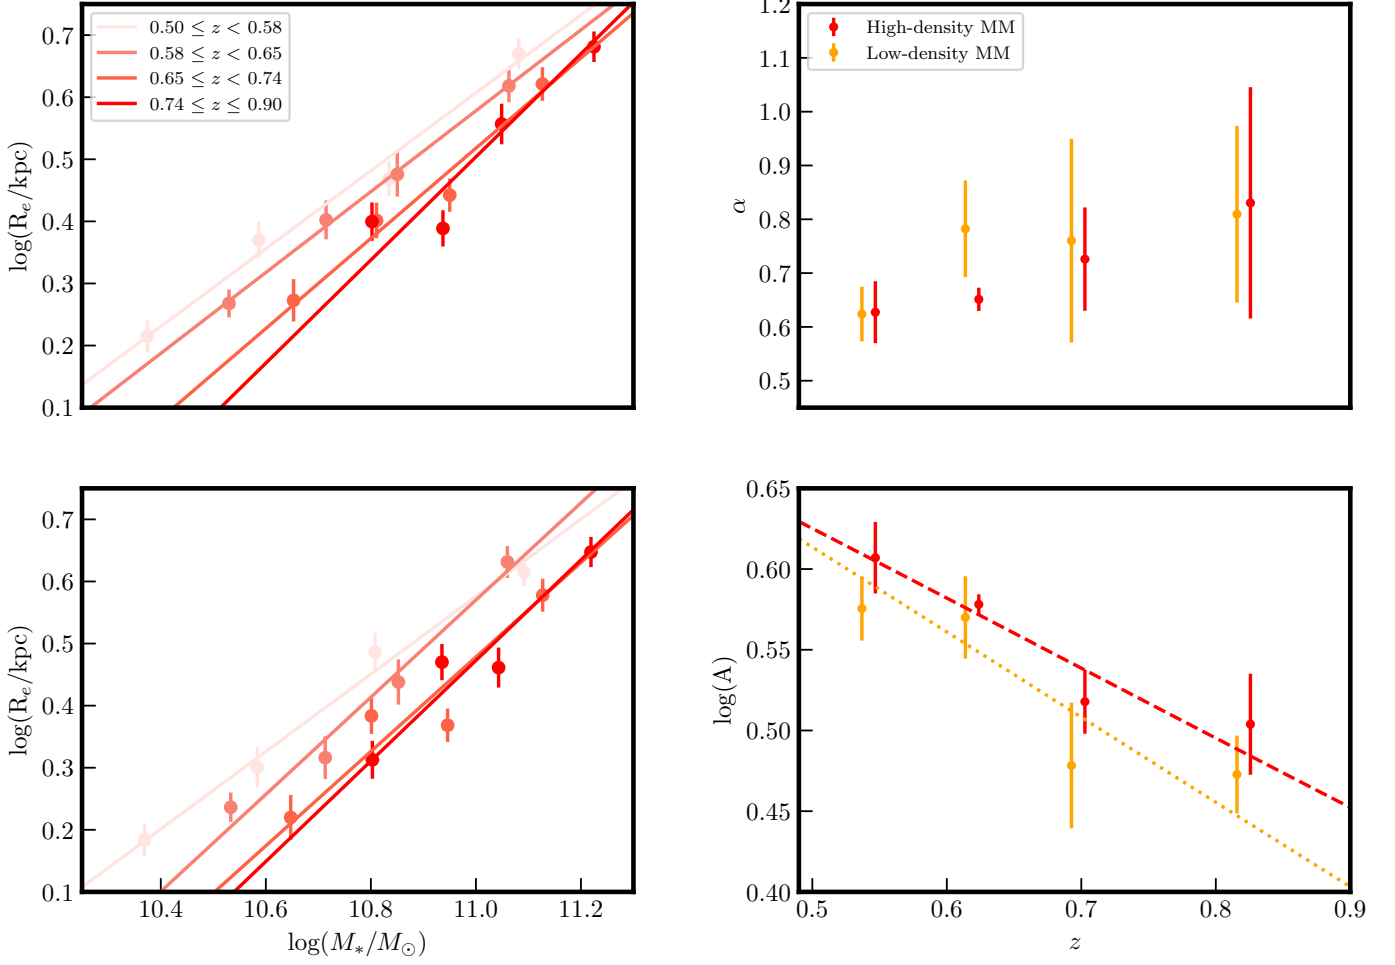 0.50 ≤ z < 0.58
0.58 ≤ z < 0.65
0.65 ≤ z < 0.74
0.74 ≤ z ≤ 0.90
0.7
0.6
0.5
0.4
0.3
0.2
0.1
log(Rₑ/kpc)
High-density MM
Low-density MM
1.2
1.1
1.0
0.9
0.8
0.7
0.6
0.5
α
0.7
0.6
0.5
0.4
0.3
0.2
0.1
log(Rₑ/kpc)
10.4 10.6 10.8 11.0 11.2
log(M*/M☉)
0.65
0.60
0.55
0.50
0.45
0.40
log(A)
0.5 0.6 0.7 0.8 0.9
z